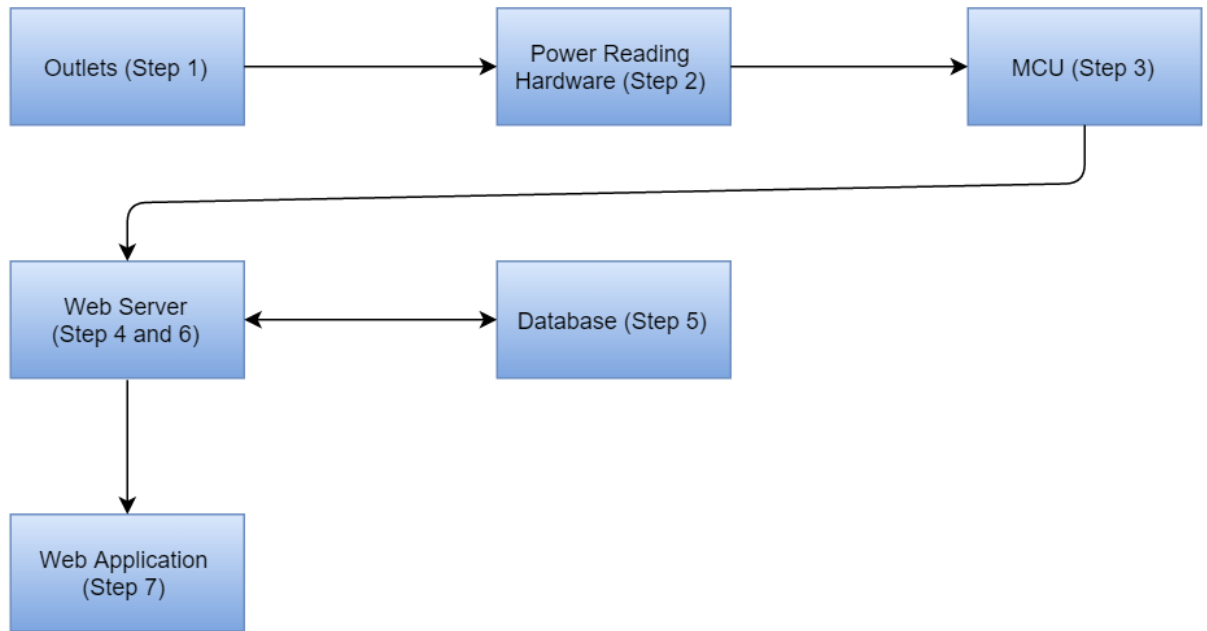 Outlets (Step 1)
Power Reading
Hardware (Step 2)
MCU (Step 3)
Web Server
(Step 4 and 6)
Database (Step 5)
Web Application
(Step 7)